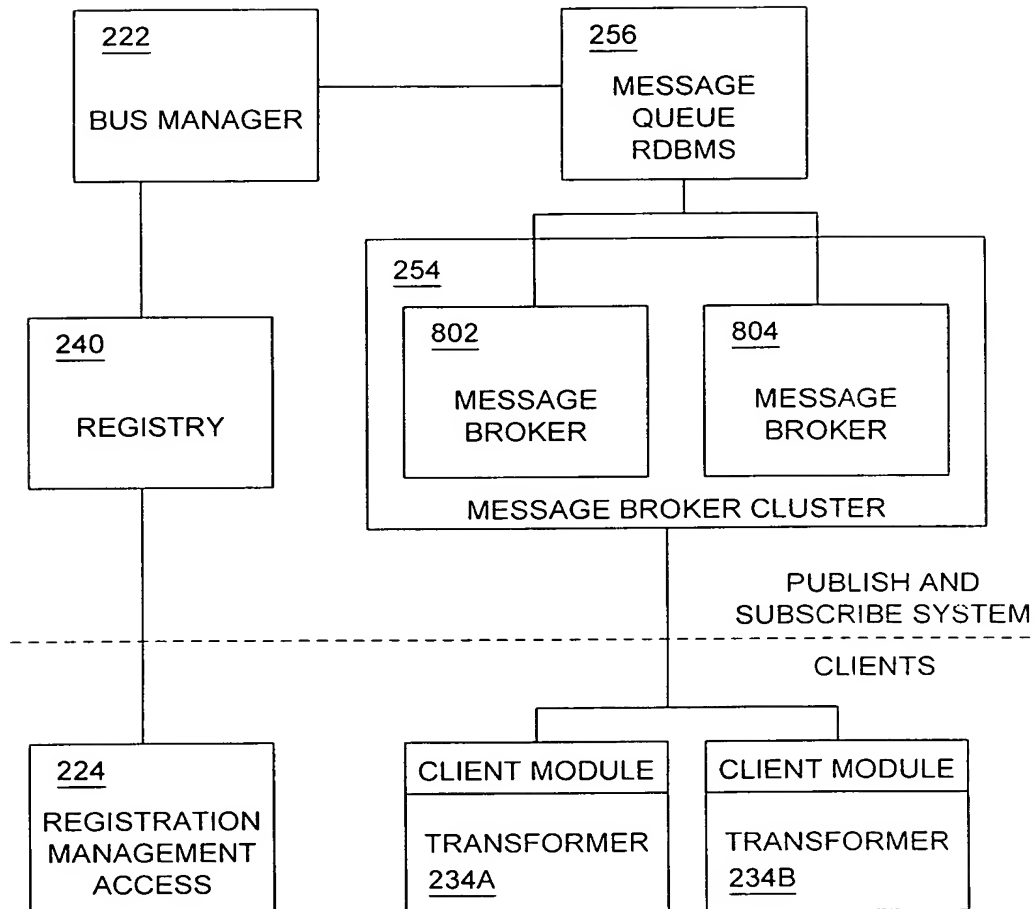 222
BUS MANAGER
256
MESSAGE
QUEUE
RDBMS
254
802
MESSAGE
BROKER
804
MESSAGE
BROKER
MESSAGE BROKER CLUSTER
240
REGISTRY
PUBLISH AND
SUBSCRIBE SYSTEM
CLIENTS
224
REGISTRATION
MANAGEMENT
ACCESS
CLIENT MODULE
TRANSFORMER
234A
CLIENT MODULE
TRANSFORMER
234B